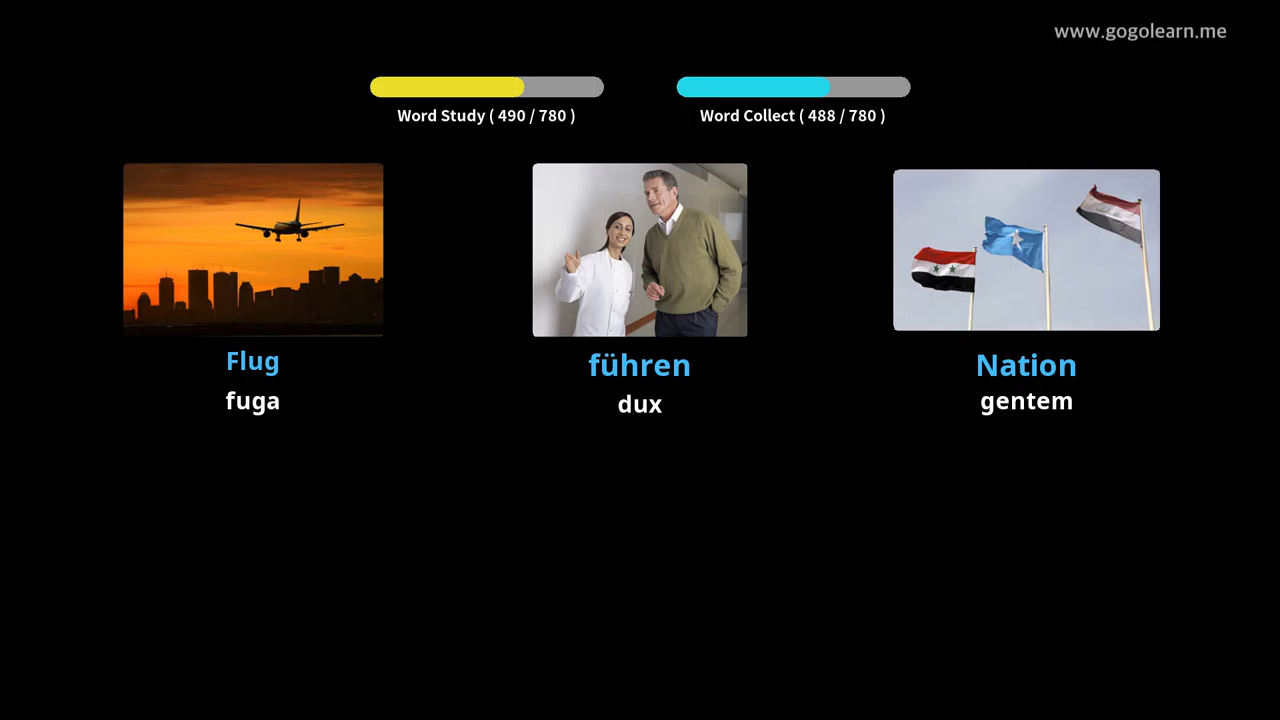 www.gogolearn.me
Word Study ( 490 / 780 )
Word Collect ( 488 / 780 )
Flug
fuga
führen
dux
Nation
gentem